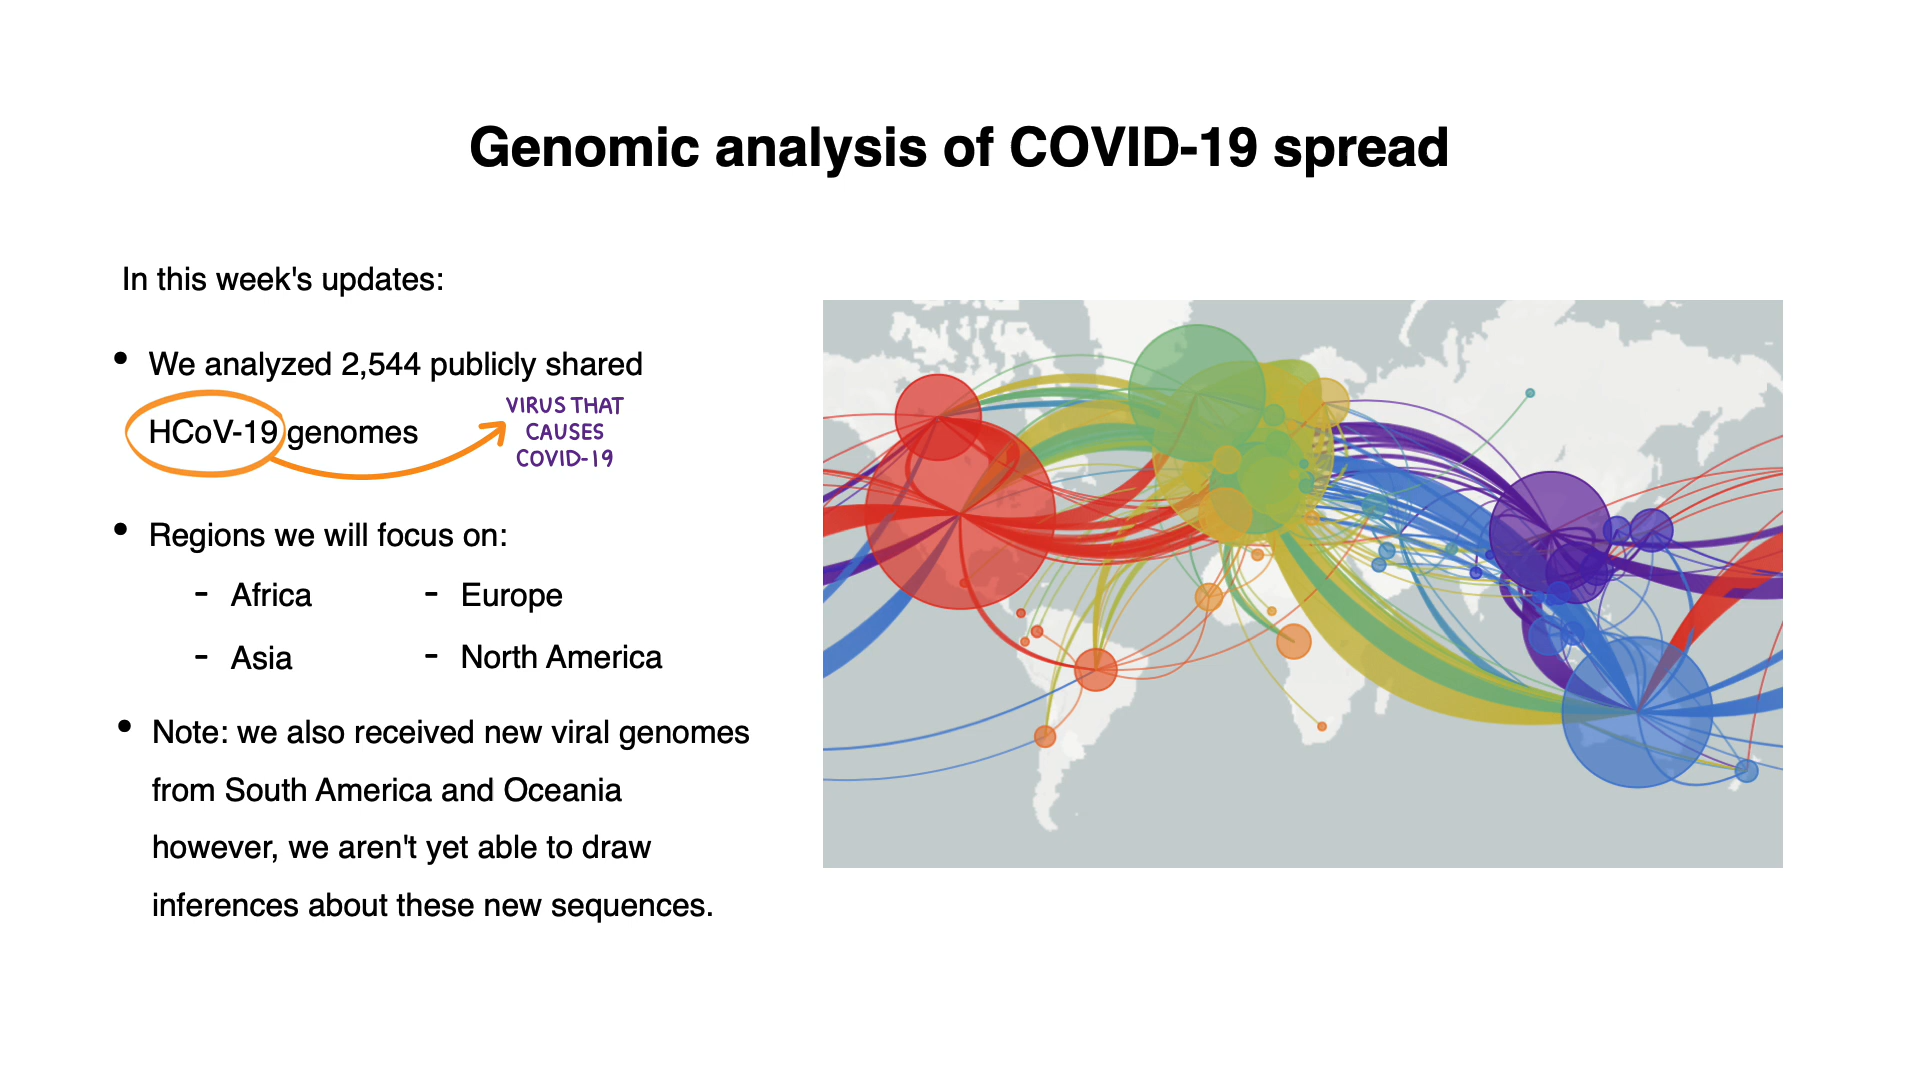 Genomic analysis of COVID-19 spread
In this week's updates:
• We analyzed 2,544 publicly shared
HCoV-19 genomes
VIRUS THAT
CAUSES
COVID-19
• Regions we will focus on:
- Africa
- Asia
- Europe
- North America
• Note: we also received new viral genomes
from South America and Oceania
however, we aren't yet able to draw
inferences about these new sequences.